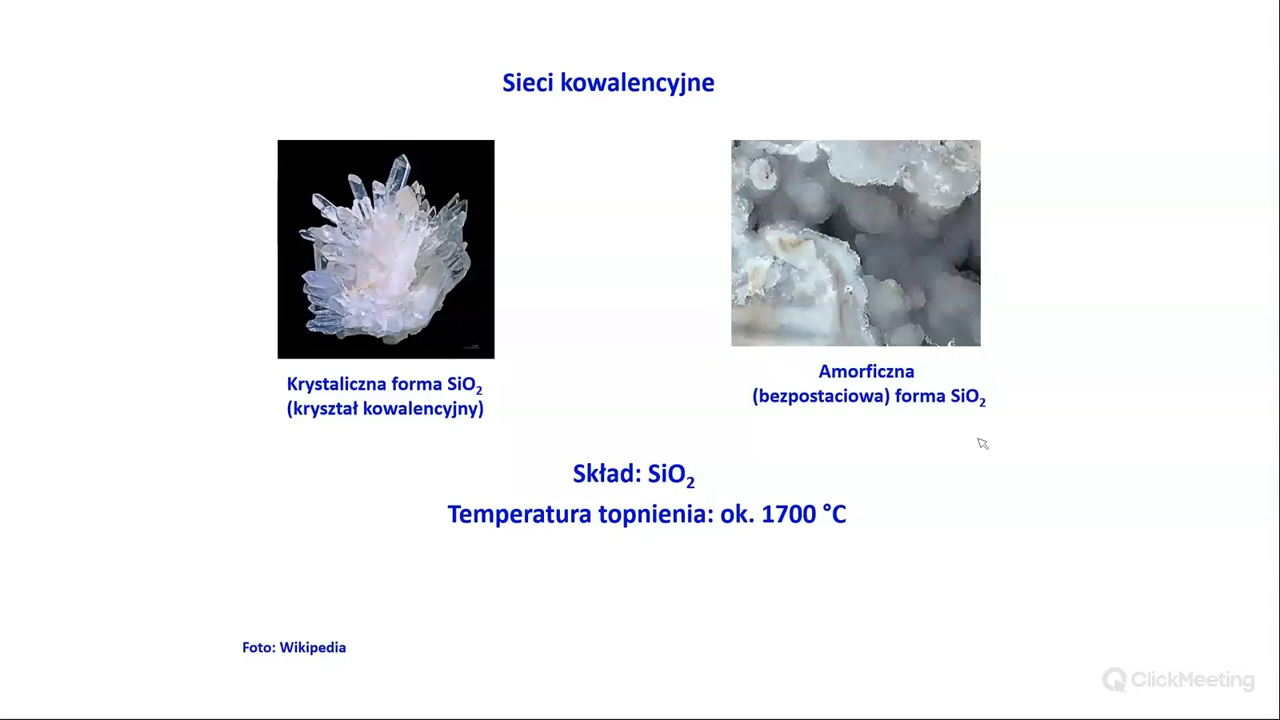 Sieci kowalencyjne
Krystaliczna forma SiO₂
(kryształ kowalencyjny)
Amorficzna
(bezpostaciowa) forma SiO₂
Skład: SiO₂
Temperatura topnienia: ok. 1700 °C
Foto: Wikipedia
ClickMeeting